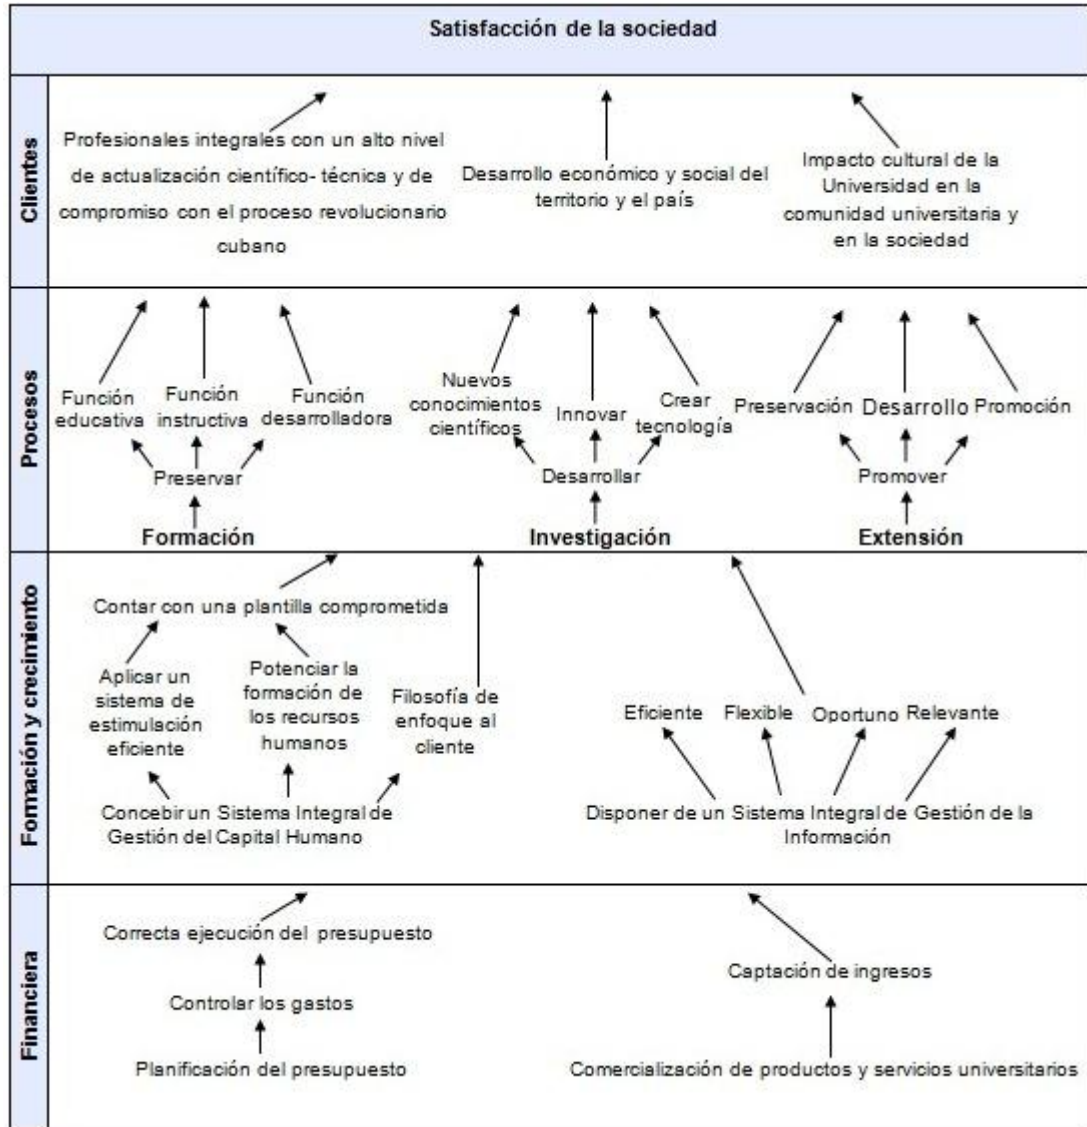 Satisfacción de la sociedad
Clientes
Profesionales integrales con un alto nivel
de actualización científico- técnica y de
compromiso con el proceso revolucionario
cubano
Desarrollo económico y social del
territorio y el país
Impacto cultural de la
Universidad en la
comunidad universitaria y
en la sociedad
Procesos
Función
educativa
Función
instructiva
Función
desarrolladora
Preservar
Formación
Nuevos
conocimientos
científicos
Innovar
Crear
tecnología
Desarrollar
Investigación
Preservación
Desarrollo
Promoción
Promover
Extensión
Formación y crecimiento
Contar con una plantilla comprometida
Aplicar un
sistema de
estimulación
eficiente
Potenciar la
formación de
los recursos
humanos
Filosofía de
enfoque al
cliente
Concebir un Sistema Integral de
Gestión del Capital Humano
Eficiente
Flexible
Oportuno
Relevante
Disponer de un Sistema Integral de Gestión de la
Información
Financiera
Correcta ejecución del presupuesto
Controlar los gastos
Planificación del presupuesto
Captación de ingresos
Comercialización de productos y servicios universitarios